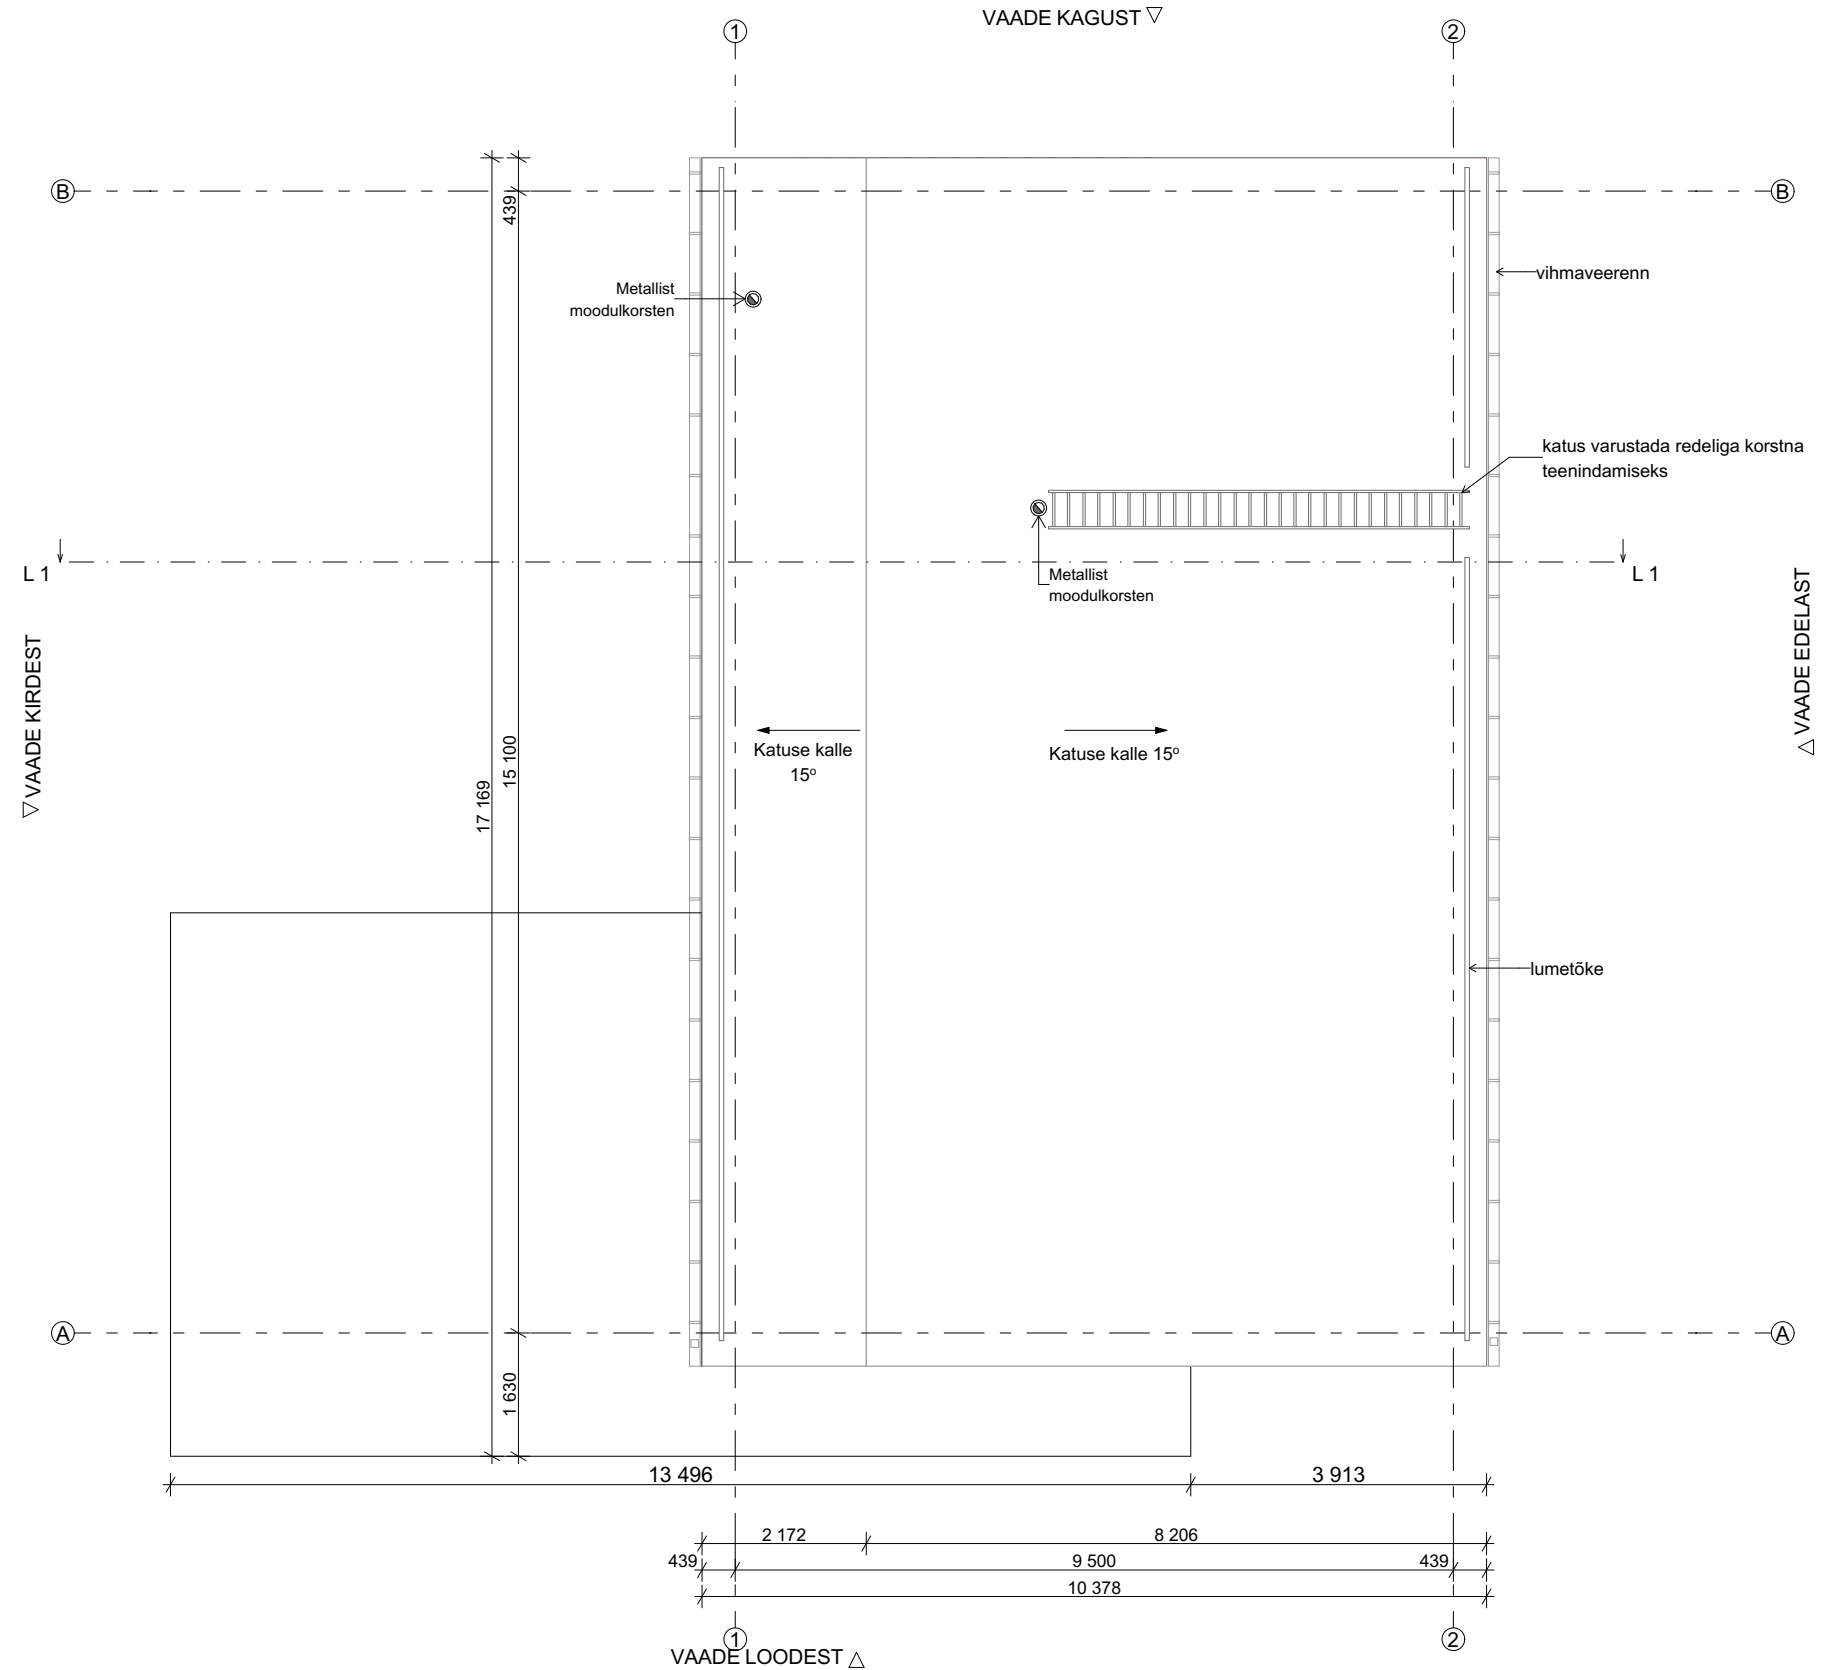 VAADE KAGUST
1
2
B
B
439
Metallist
moodulkorsten
vihmaveerenn
katus varustada redeliga korstna
teenindamiseks
L 1
L 1
Metallist
moodulkorsten
VAADE KIRDEST
VAADE EDELAST
15 100
17 169
Katuse kalle
15º
Katuse kalle 15º
lumetõke
A
A
1 630
13 496
3 913
2 172
8 206
439
9 500
439
10 378
1
2
VAADE LOODEST